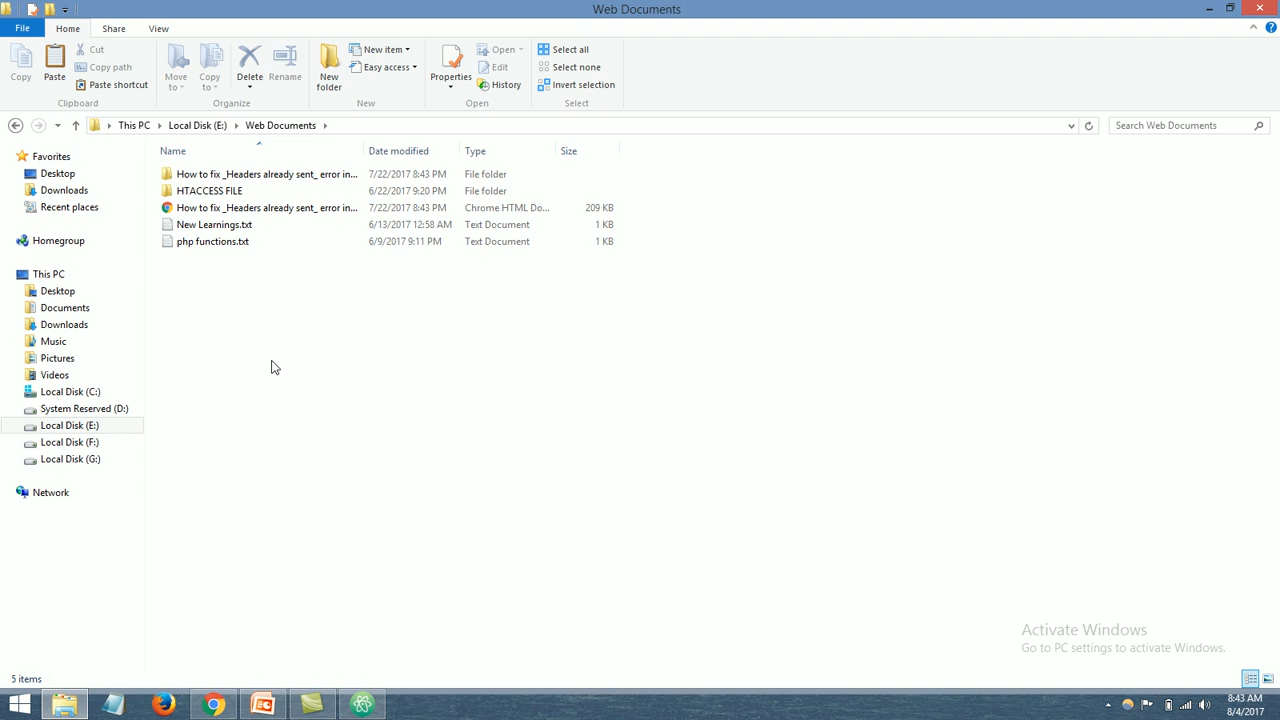 Web Documents
File Home Share View
Copy
Paste
Cut
Copy path
Paste shortcut
Clipboard
Move to
Copy to
Delete
Rename
Organize
New folder
New item
Easy access
New
Properties
Open
Edit
History
Open
Select all
Select none
Invert selection
Select
This PC Local Disk (E:) Web Documents
Search Web Documents
Favorites
Desktop
Downloads
Recent places
Homegroup
This PC
Desktop
Documents
Downloads
Music
Pictures
Videos
Local Disk (C:)
System Reserved (D:)
Local Disk (E:)
Local Disk (F:)
Local Disk (G:)
Network
Name Date modified Type Size
How to fix _Headers already sent_ error in... 7/22/2017 8:43 PM File folder
HTACCESS FILE 6/22/2017 9:20 PM File folder
How to fix _Headers already sent_ error in... 7/22/2017 8:43 PM Chrome HTML Do... 209 KB
New Learnings.txt 6/13/2017 12:58 AM Text Document 1 KB
php functions.txt 6/9/2017 9:11 PM Text Document 1 KB
Activate Windows
Go to PC settings to activate Windows.
5 items
8:43 AM
8/4/2017